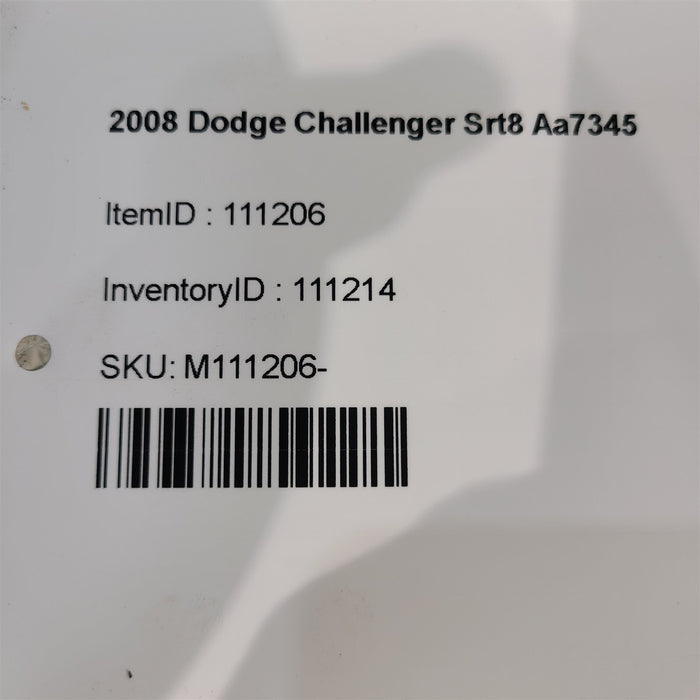 2008 Dodge Challenger Srt8 Aa7345
ItemID : 111206
InventoryID : 111214
SKU: M111206-